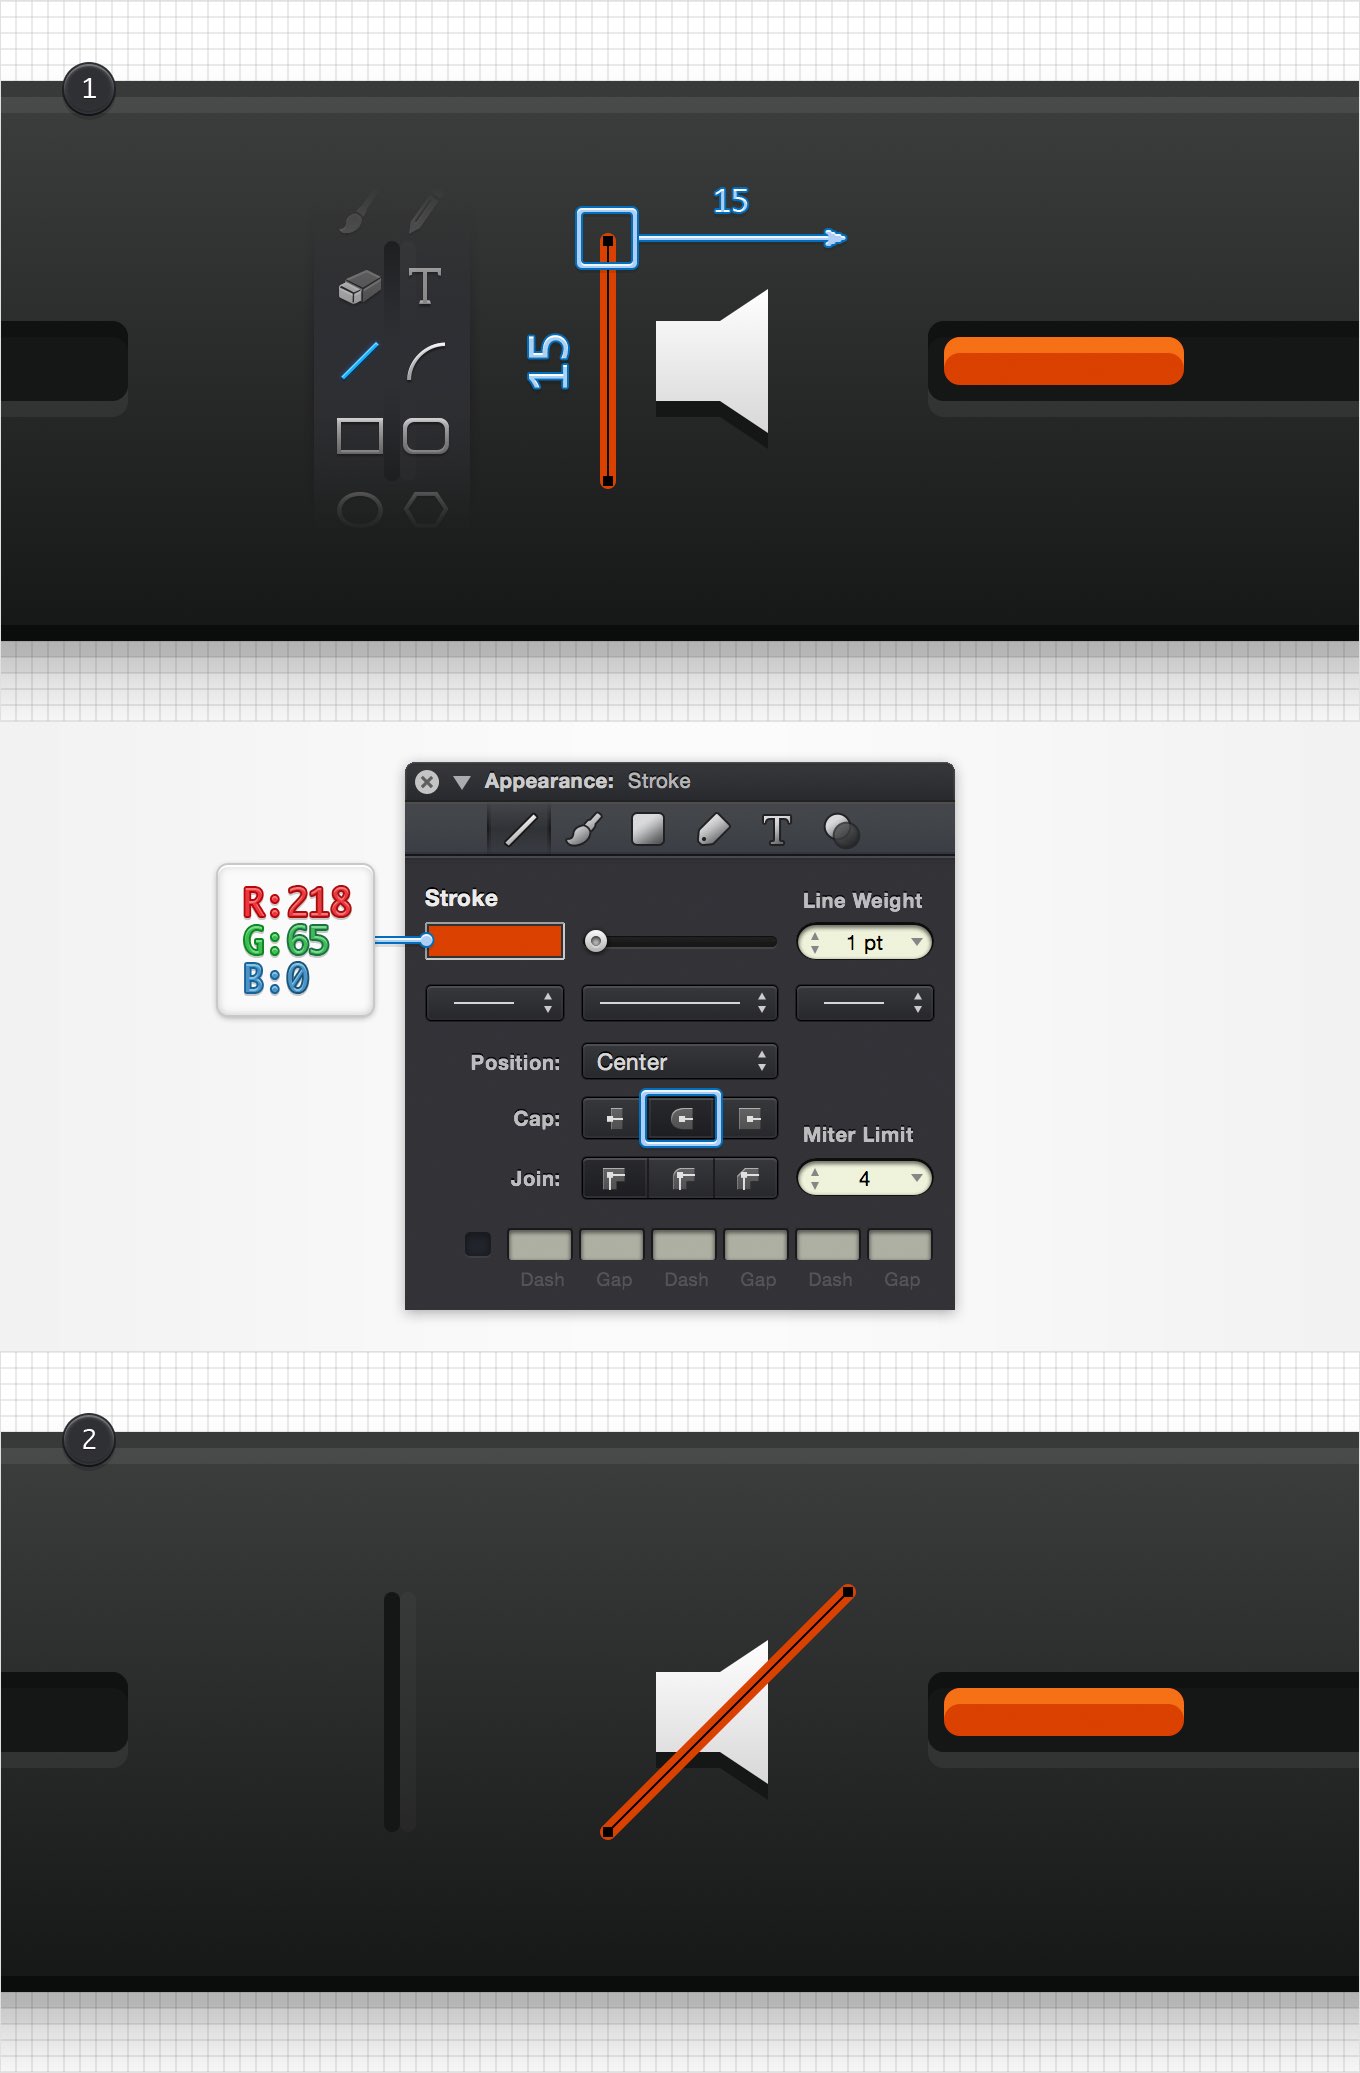 1
15
15
Appearance: Stroke
T
Stroke
Line Weight
R:218
G:65
B:0
1 pt
Position: Center
Cap:
Miter Limit
Join:
4
Dash Gap Dash Gap Dash Gap
2